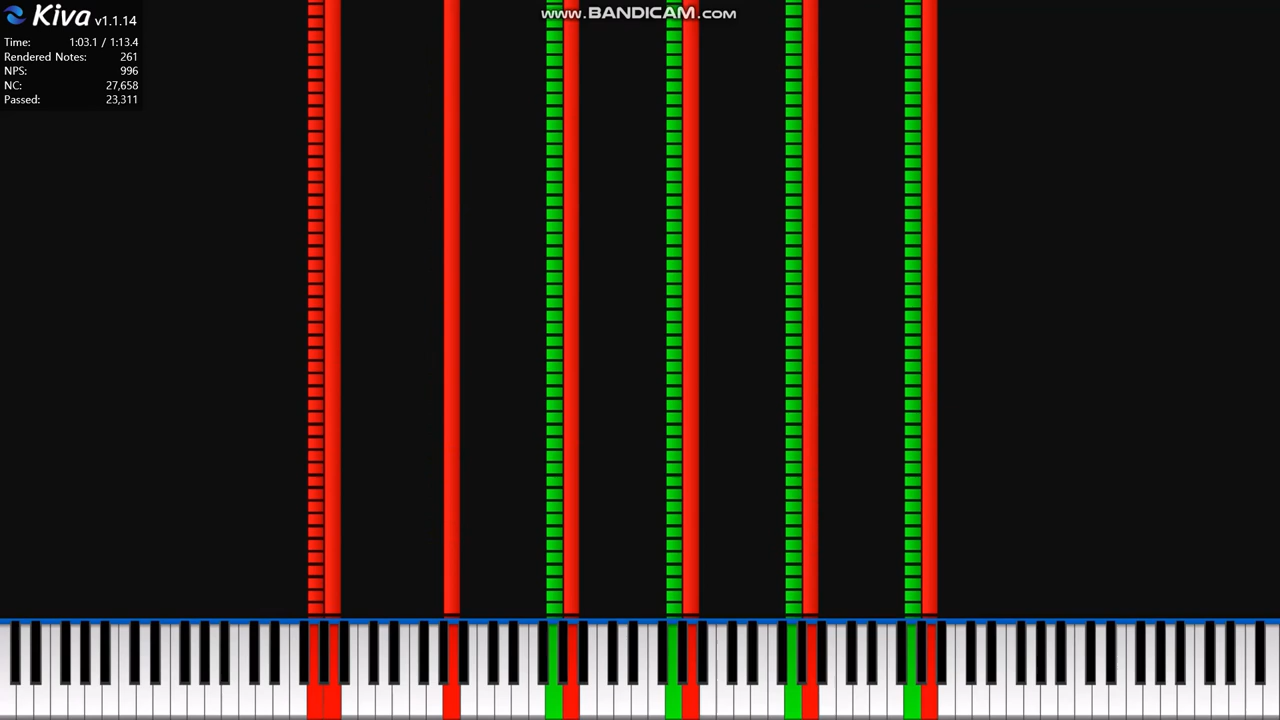 Kiva v1.1.14
Time: 1:03.1 / 1:13.4
Rendered Notes: 261
NPS: 996
NC: 27,658
Passed: 23,311
www.BANDICAM.com